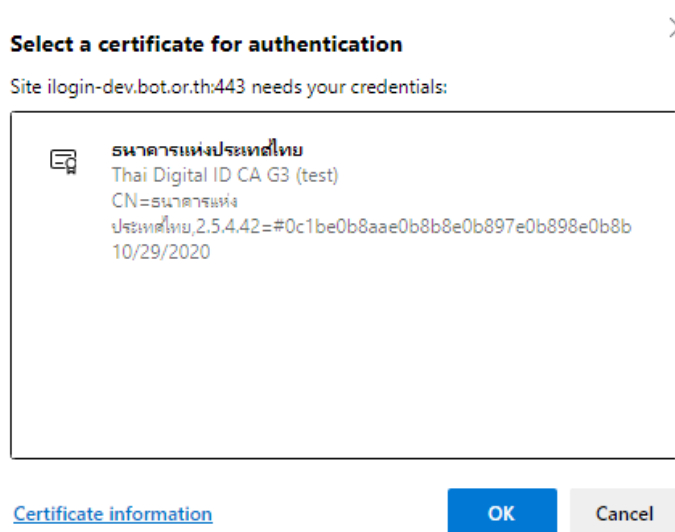 Select a certificate for authentication
Site ilogin-dev.bot.or.th:443 needs your credentials:
ธนาคารแห่งประเทศไทย
Thai Digital ID CA G3 (test)
CN=ธนาคารแห่ง
ประเทศไทย,2.5.4.42=#0c1be0b8aae0b8b8e0b897e0b898e0b8b
10/29/2020
Certificate information
OK
Cancel